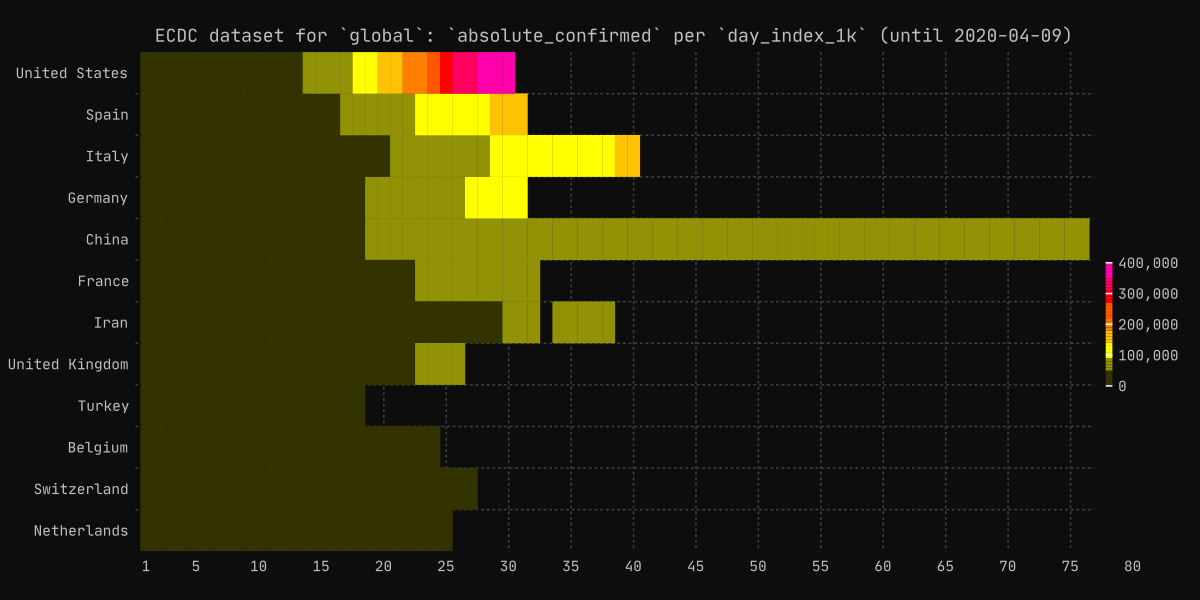 ECDC dataset for `global`: `absolute_confirmed` per `day_index_1k` (until 2020-04-09)
United States
Spain
Italy
Germany
China
France
Iran
United Kingdom
Turkey
Belgium
Switzerland
Netherlands
400,000
300,000
200,000
100,000
0
1 5 10 15 20 25 30 35 40 45 50 55 60 65 70 75 80